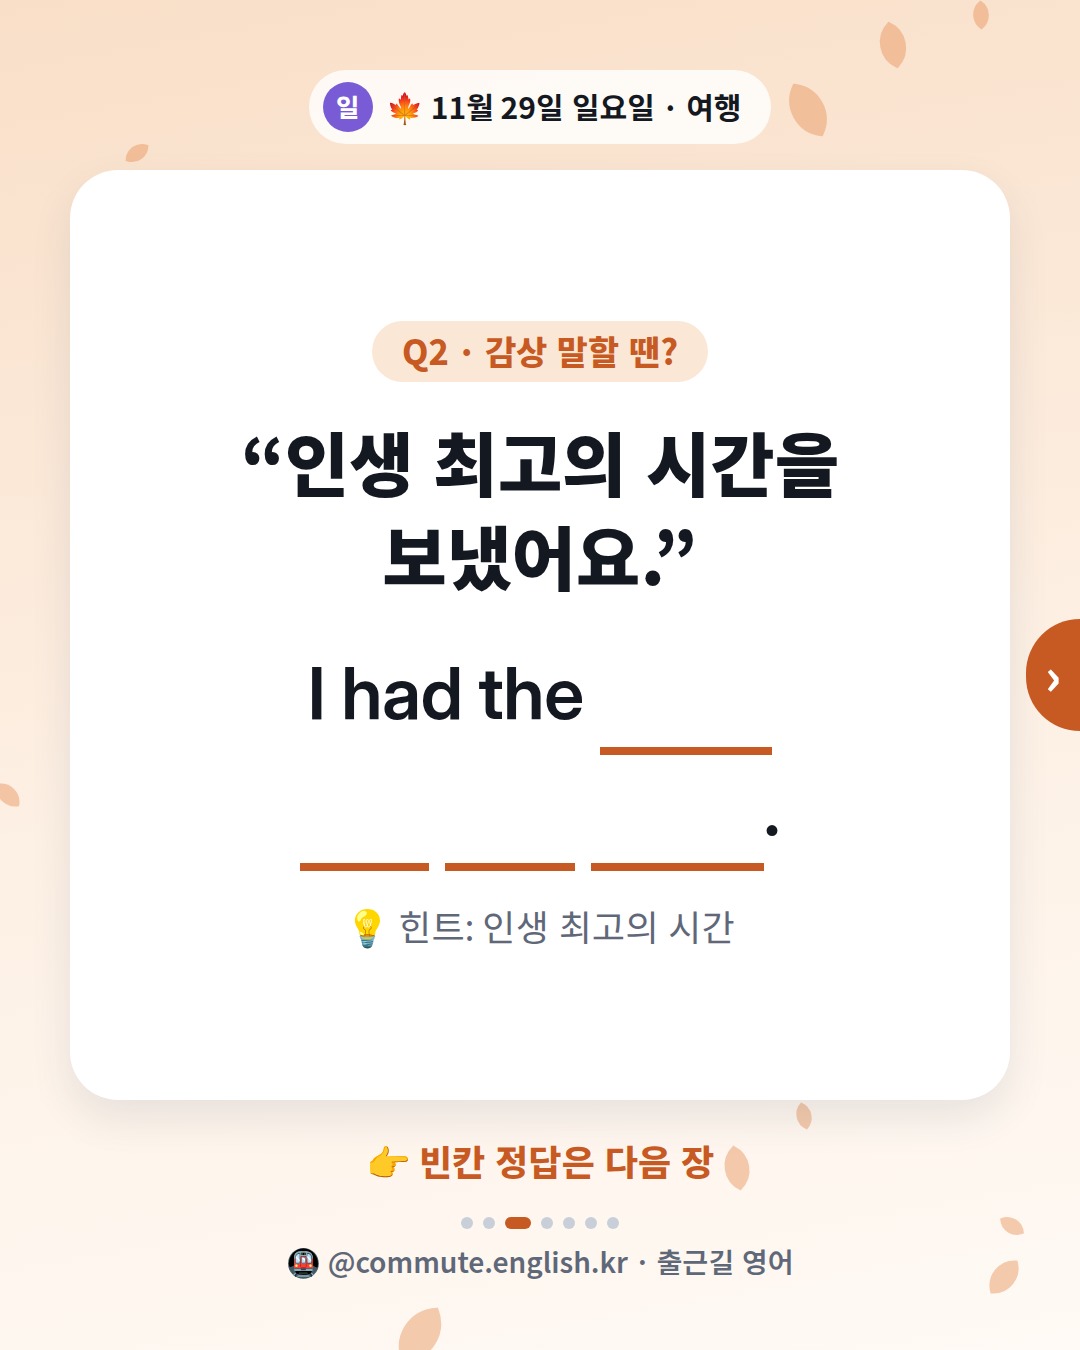 일 🍁 11월 29일 일요일 · 여행
Q2 · 감상 말할 땐?
“인생 최고의 시간을
보냈어요.”
I had the ____
____ ____ ____.
💡 힌트: 인생 최고의 시간
👉 빈칸 정답은 다음 장
🚇 @commute.english.kr · 출근길 영어